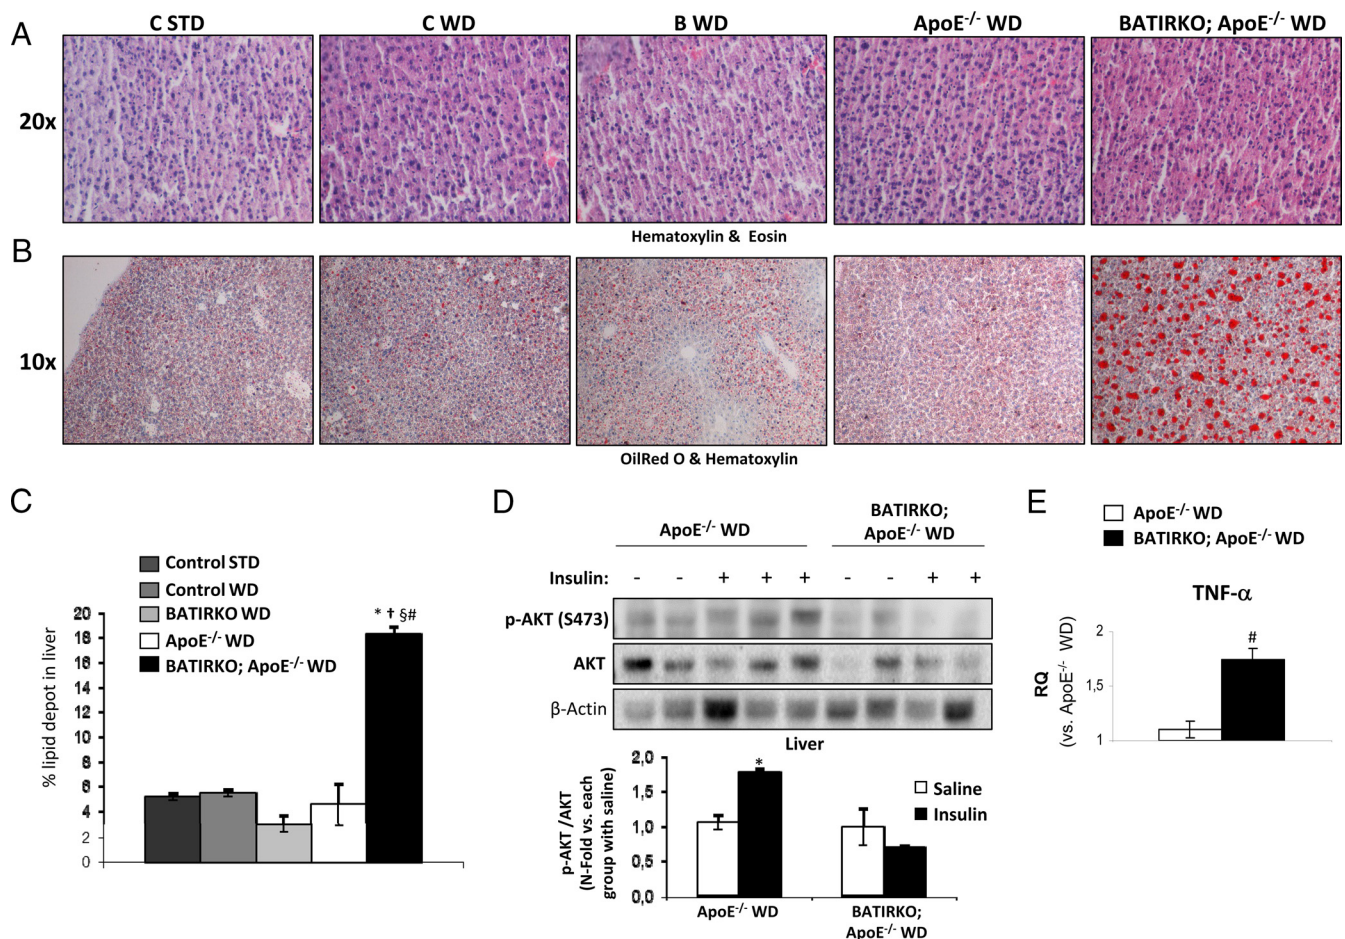 A
C STD
C WD
B WD
ApoE-/- WD
BATIRKO; ApoE-/- WD
20x
Hematoxylin & Eosin
B
10x
OilRed O & Hematoxylin
C
Control STD
Control WD
BATIRKO WD
ApoE-/- WD
BATIRKO; ApoE-/- WD
% lipid depot in liver
20
18
16
14
12
10
8
6
4
2
0
* † §#
D
ApoE-/- WD
BATIRKO;
ApoE-/- WD
Insulin: - - + + + - - + +
p-AKT (S473)
AKT
β-Actin
Liver
p-AKT /AKT
(N-Fold vs. each
group with saline)
2,0
1,5
1,0
0,5
0,0
*
Saline
Insulin
ApoE-/- WD
BATIRKO;
ApoE-/- WD
E
ApoE-/- WD
BATIRKO; ApoE-/- WD
TNF-α
RQ
(vs. ApoE-/- WD)
2
1,5
1
#